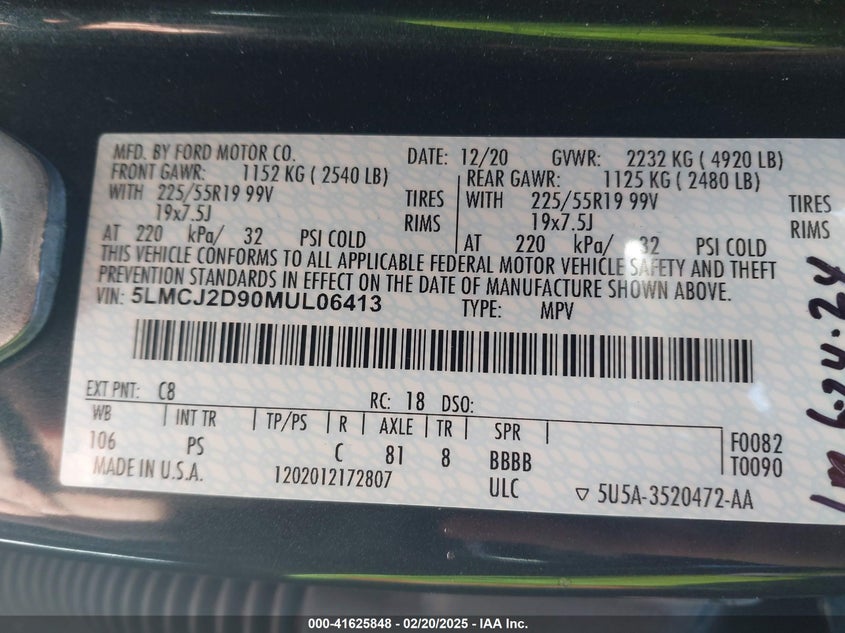 MFD. BY FORD MOTOR CO. DATE: 12/20 GVWR: 2232 KG ( 4920 LB)
FRONT GAWR: 1152 KG ( 2540 LB) REAR GAWR: 1125 KG ( 2480 LB)
WITH 225/55R19 99V TIRES WITH 225/55R19 99V TIRES
19x7.5J RIMS 19x7.5J RIMS
AT 220 kPa/ 32 PSI COLD AT 220 kPa/ 32 PSI COLD
THIS VEHICLE CONFORMS TO ALL APPLICABLE FEDERAL MOTOR VEHICLE SAFETY AND THEFT
PREVENTION STANDARDS IN EFFECT ON THE DATE OF MANUFACTURE SHOWN ABOVE.
VIN: 5LMCJ2D90MUL06413 TYPE: MPV
EXT PNT: C8 RC: 18 DSO:
WB INT TR TP/PS R AXLE TR SPR
106 PS C 81 8 BBBB F0082
MADE IN U.S.A. 1202012172807 ULC T0090
5U5A-3520472-AA
000-41625848 - 02/20/2025 - IAA Inc.